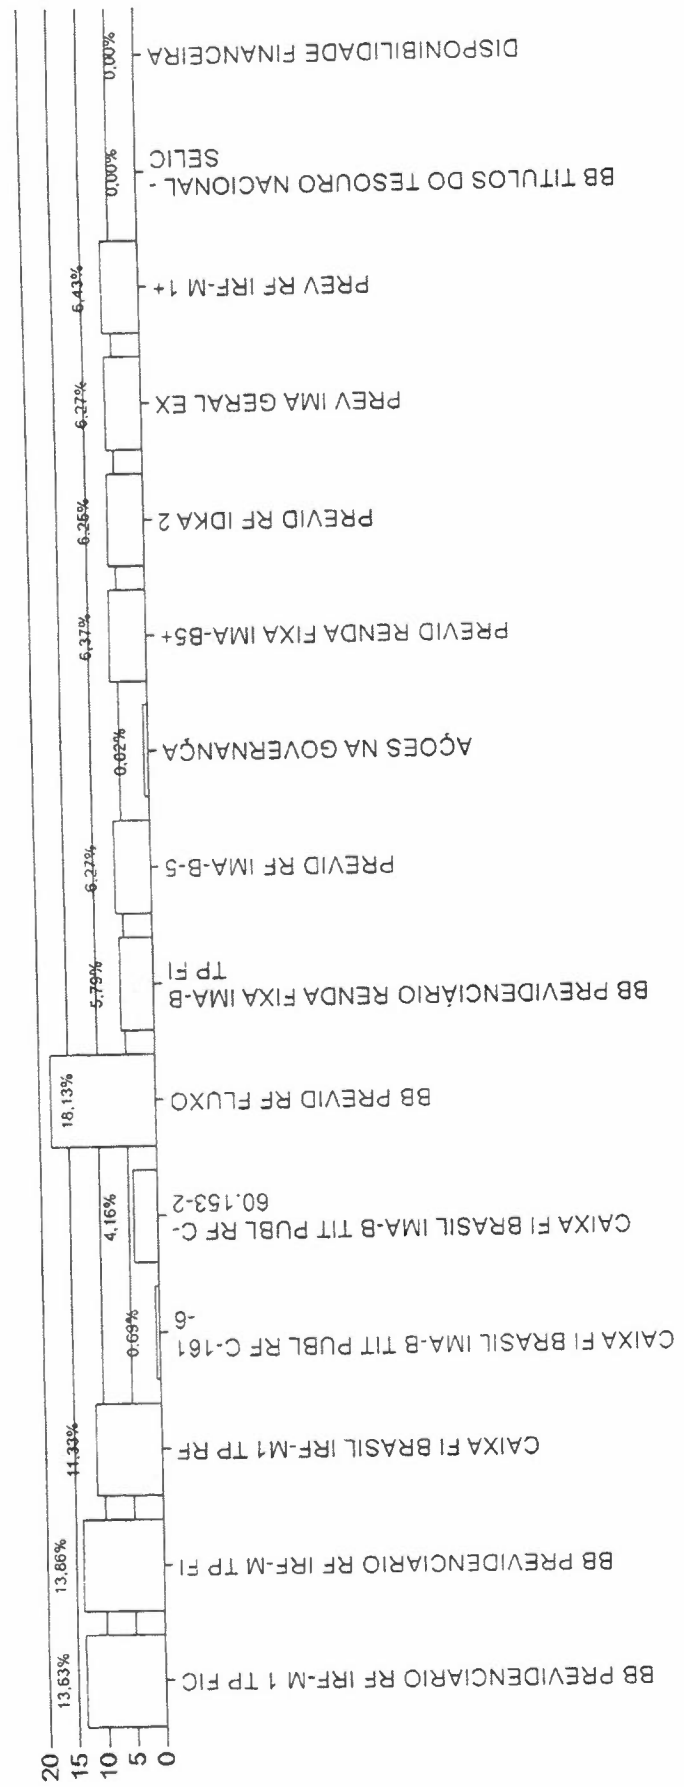 20
15
10
5
0
13,63%
13,86%
11,33%
0,69%
4,16%
18,13%
5,79%
6,27%
0,02%
6,37%
6,25%
6,27%
6,43%
0,00%
0,00%
BB PREVIDENCIARIO RF IRF-M 1 TP FIC
BB PREVIDENCIARIO RF IRF-M TP FI
CAIXA FI BRASIL IRF-M1 TP RF
CAIXA FI BRASIL IMA-B TIT PUBL RF C-161
-6
CAIXA FI BRASIL IMA-B TIT PUBL RF C-
60.153-2
BB PREVID RF FLUXO
BB PREVIDENCIÁRIO RENDA FIXA IMA-B
TP FI
PREVID RF IMA-B-5
AÇOES NA GOVERNANÇA
PREVID RENDA FIXA IMA-B5+
PREVID RF IDKA 2
PREV IMA GERAL EX
PREV RF IRF-M 1+
BB TITULOS DO TESOURO NACIONAL -
SELIC
DISPONIBILIDADE FINANCEIRA